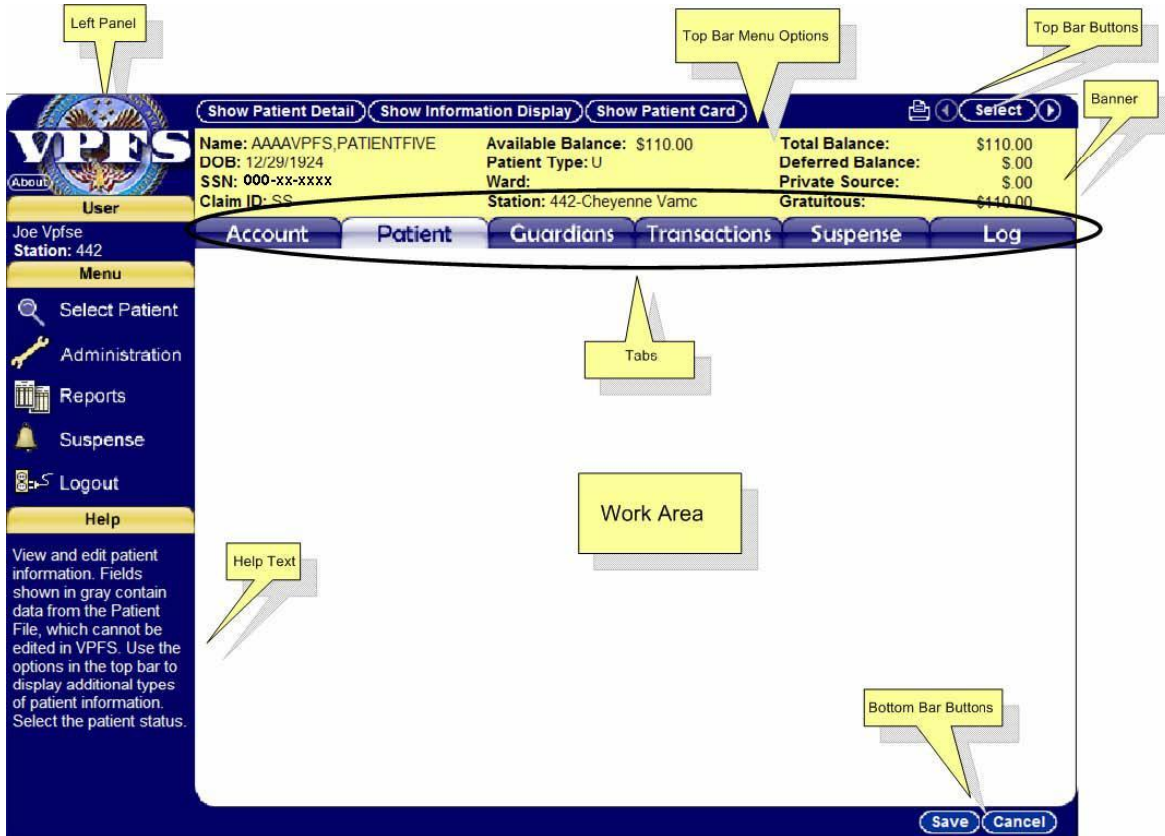 Left Panel
Top Bar Menu Options
Top Bar Buttons
Banner
VPFS
About
Show Patient Detail Show Information Display Show Patient Card Select
Name: AAAAVPFS,PATIENTFIVE Available Balance: $110.00 Total Balance: $110.00
DOB: 12/29/1924 Patient Type: U Deferred Balance: $.00
SSN: 000-xx-xxxx Ward: Private Source: $.00
Claim ID: SS Station: 442-Cheyenne Vamc Gratuitous: $110.00
Account Patient Guardians Transactions Suspense Log
User
Joe Vpfse
Station: 442
Menu
Select Patient
Administration
Reports
Suspense
Logout
Help
View and edit patient
information. Fields
shown in gray contain
data from the Patient
File, which cannot be
edited in VPFS. Use the
options in the top bar to
display additional types
of patient information.
Select the patient status.
Tabs
Work Area
Help Text
Bottom Bar Buttons
Save Cancel